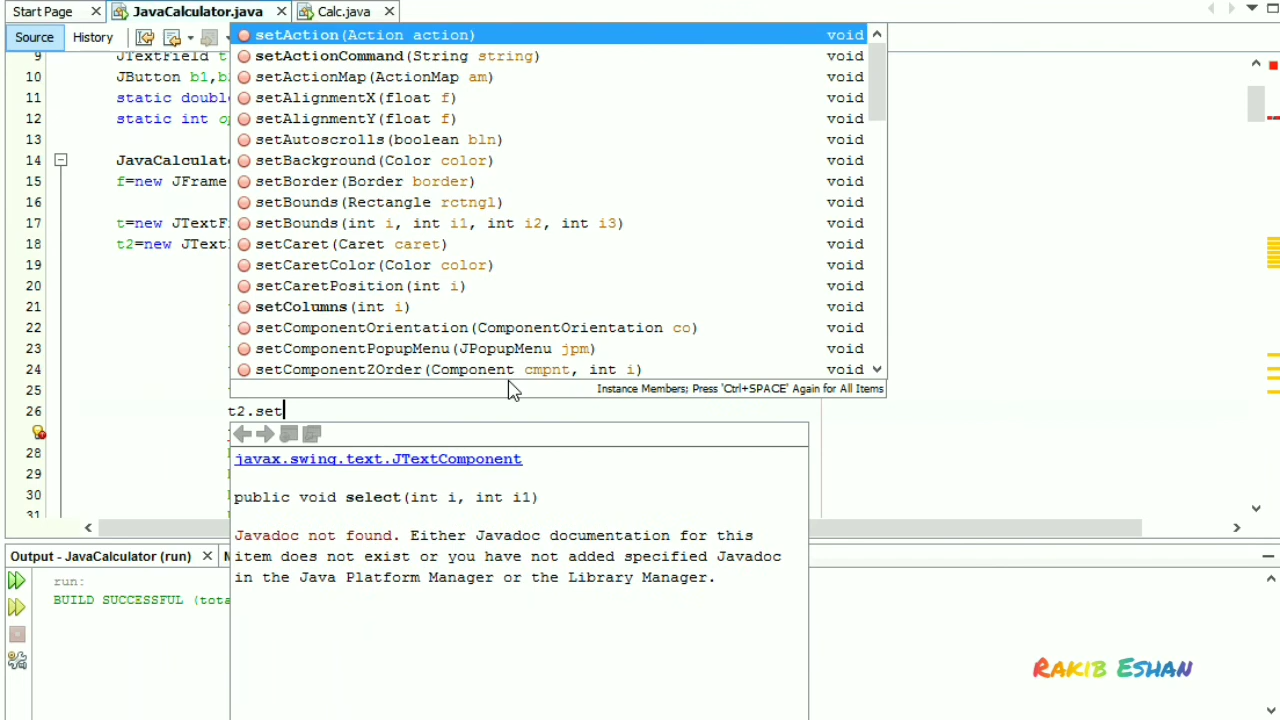 Start Page
JavaCalculator.java
Calc.java
Source
History
9 JTextField t
10 JButton b1,b
11 static doubl
12 static int op
13
14 JavaCalculat
15 f=new JFrame
16
17 t=new JTextF
18 t2=new JTextF
19
20
21
22
23
24
25
26 t2.set
28
29
30
31
setAction(Action action) void
setActionCommand(String string) void
setActionMap(ActionMap am) void
setAlignmentX(float f) void
setAlignmentY(float f) void
setAutoscrolls(boolean bln) void
setBackground(Color color) void
setBorder(Border border) void
setBounds(Rectangle rctngl) void
setBounds(int i, int i1, int i2, int i3) void
setCaret(Caret caret) void
setCaretColor(Color color) void
setCaretPosition(int i) void
setColumns(int i) void
setComponentOrientation(ComponentOrientation co) void
setComponentPopupMenu(JPopupMenu jpm) void
setComponentZOrder(Component cmpnt, int i) void
Instance Members; Press 'Ctrl+SPACE' Again for All Items
javax.swing.text.JTextComponent
public void select(int i, int i1)
Javadoc not found. Either Javadoc documentation for this
item does not exist or you have not added specified Javadoc
in the Java Platform Manager or the Library Manager.
Output - JavaCalculator (run)
run:
BUILD SUCCESSFUL (tota
Rakib Eshan